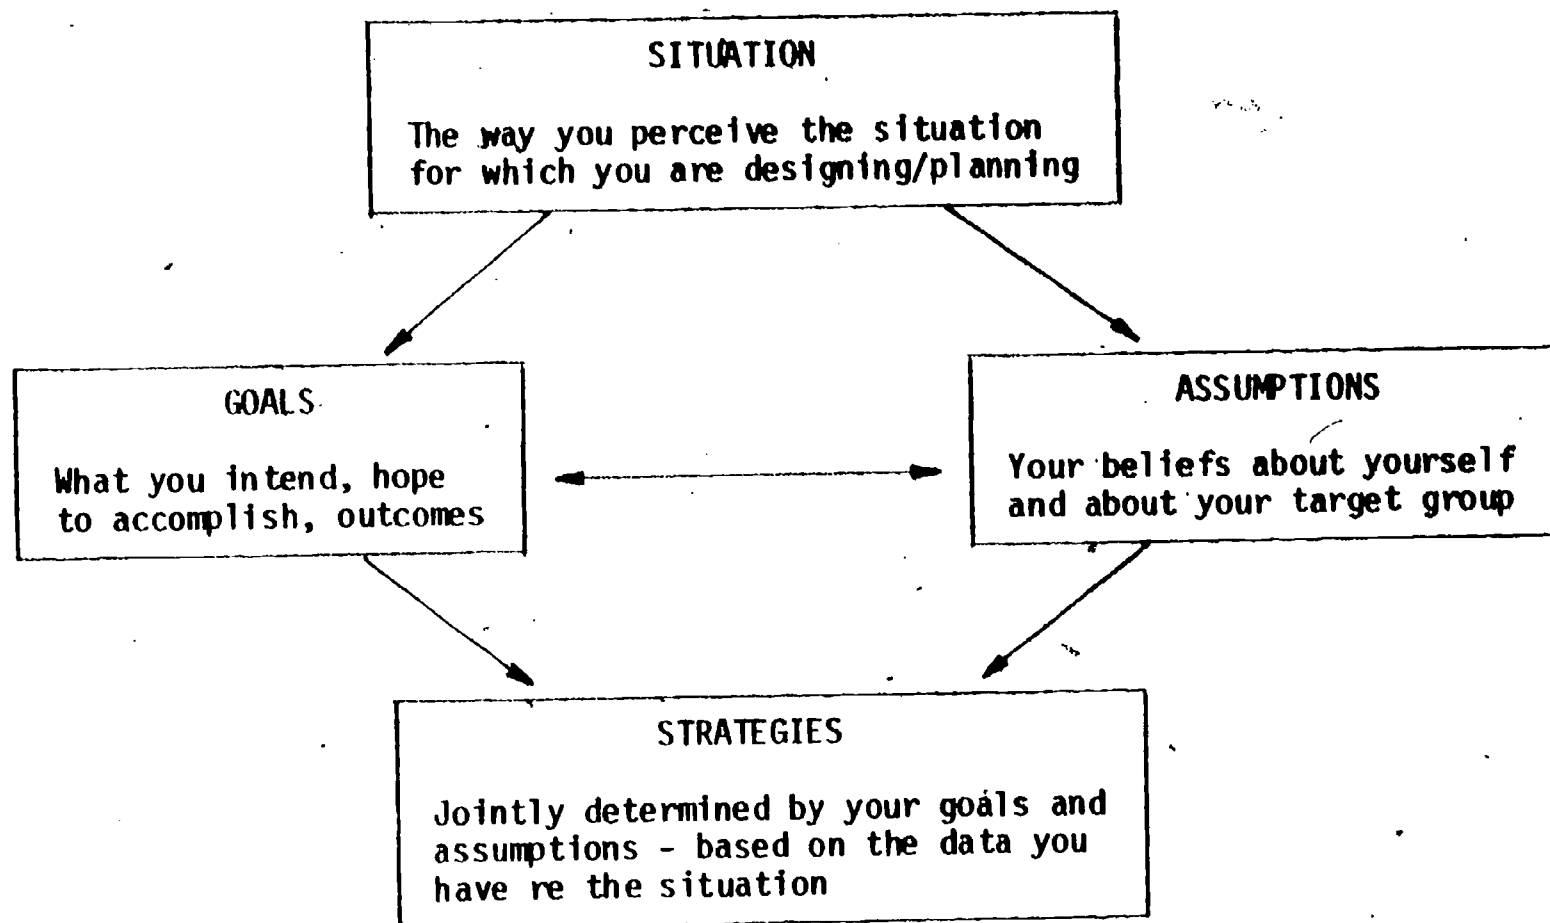 SITUATION
The way you perceive the situation
for which you are designing/planning
GOALS
What you intend, hope
to accomplish, outcomes
ASSUMPTIONS
Your beliefs about yourself
and about your target group
STRATEGIES
Jointly determined by your goals and
assumptions - based on the data you
have re the situation